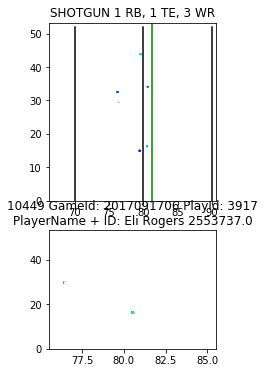 SHOTGUN 1 RB, 1 TE, 3 WR
50
40
30
20
10
0
70 75 80 85 90
10449 GameId: 2017091706 PlayId: 3917
PlayerName + ID: Eli Rogers 2553737.0
40
20
0
77.5 80.0 82.5 85.0